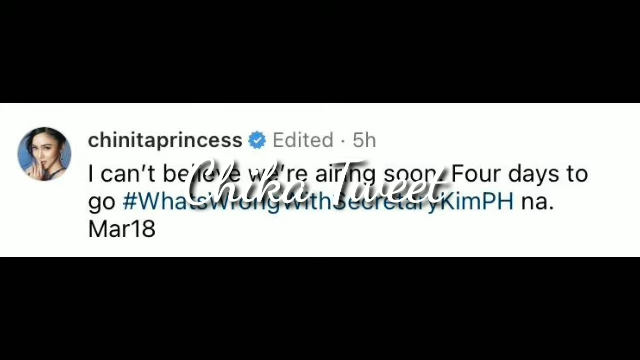 chinitaprincess Edited · 5h
I can't believe we're airing soon. Four days to
go #WhatsWrongWithSecretaryKimPH na.
Mar18
Chika Tweet